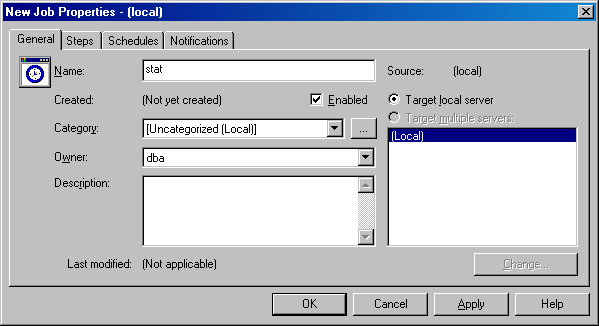 New Job Properties - (local)
General Steps Schedules Notifications
Name: stat Source: (local)
Created: (Not yet created) Enabled Target local server
Target multiple servers:
Category: [Uncategorized (Local)] ... (Local)
Owner: dba
Description:
Last modified: (Not applicable) Change...
OK Cancel Apply Help